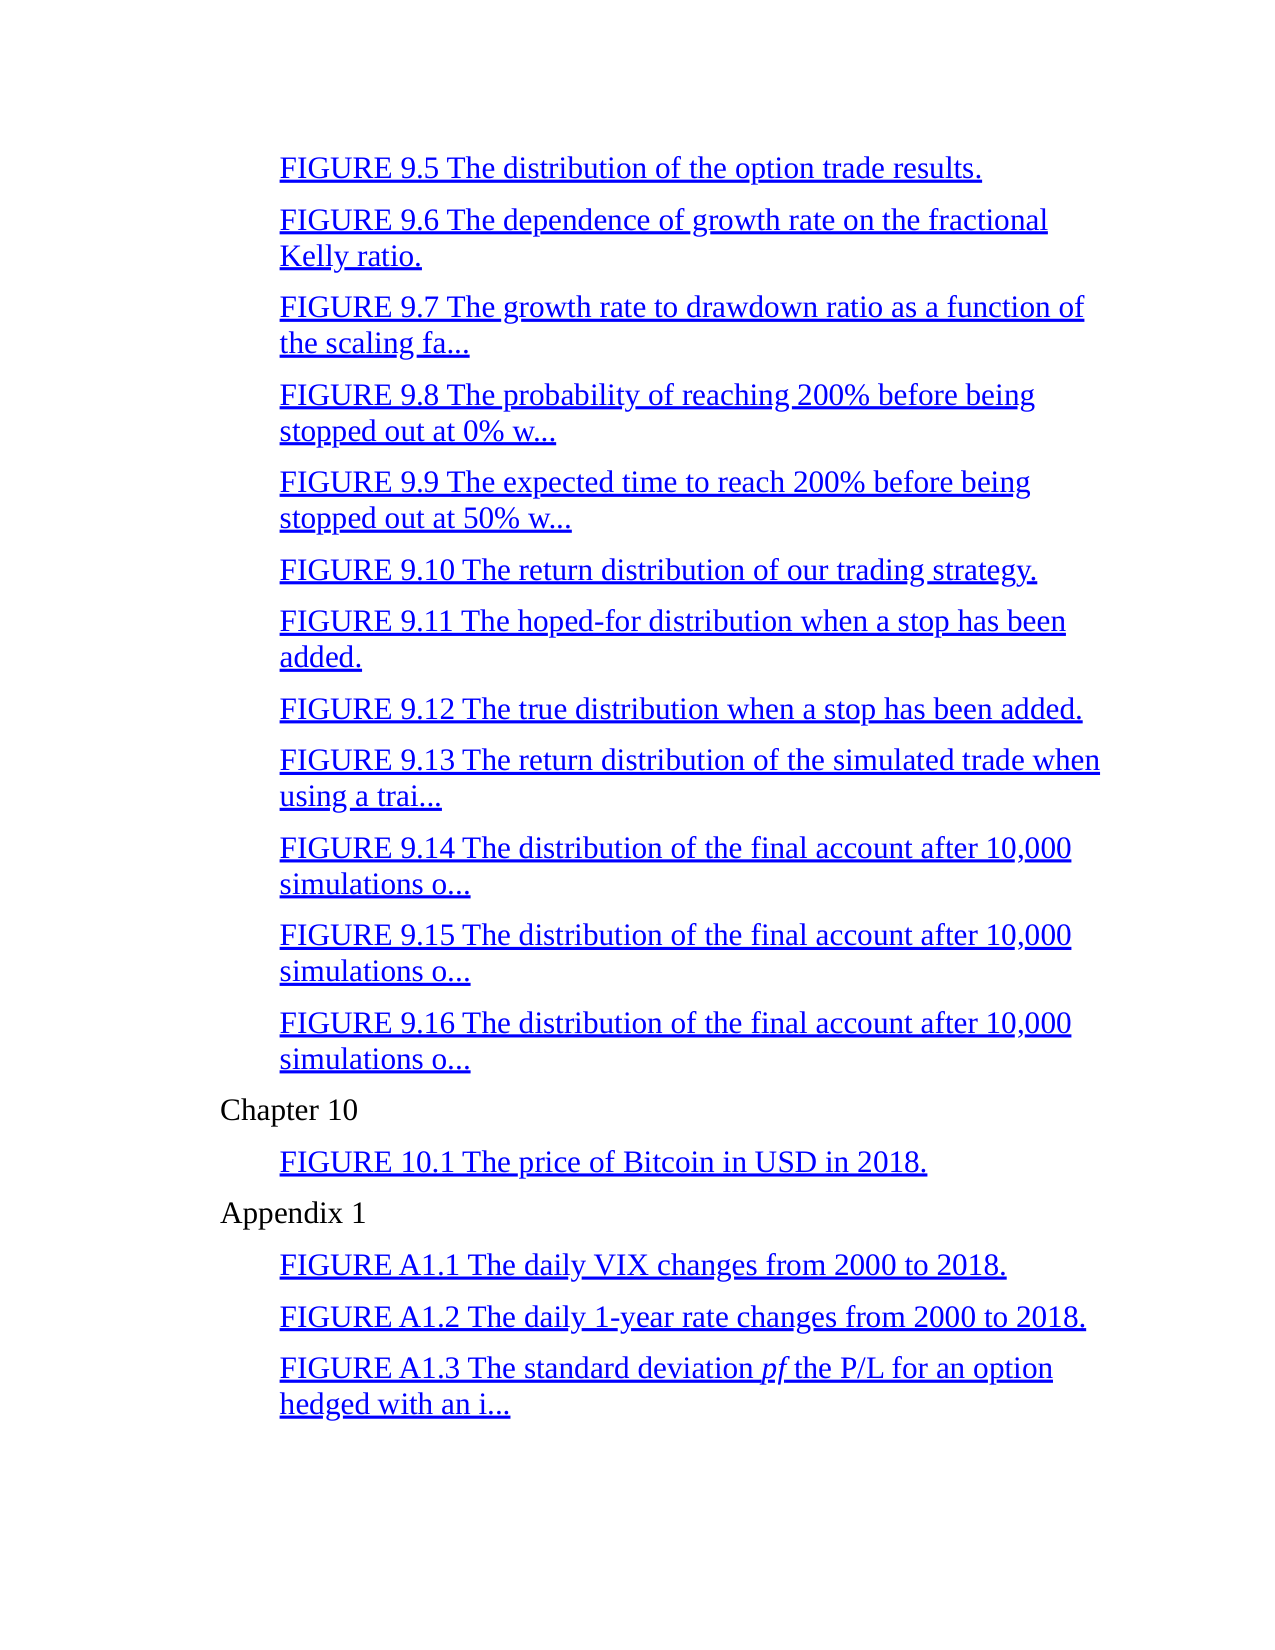 FIGURE 9.5 The distribution of the option trade results.
FIGURE 9.6 The dependence of growth rate on the fractional
Kelly ratio.
FIGURE 9.7 The growth rate to drawdown ratio as a function of
the scaling fa...
FIGURE 9.8 The probability of reaching 200% before being
stopped out at 0% w...
FIGURE 9.9 The expected time to reach 200% before being
stopped out at 50% w...
FIGURE 9.10 The return distribution of our trading strategy.
FIGURE 9.11 The hoped-for distribution when a stop has been
added.
FIGURE 9.12 The true distribution when a stop has been added.
FIGURE 9.13 The return distribution of the simulated trade when
using a trai...
FIGURE 9.14 The distribution of the final account after 10,000
simulations o...
FIGURE 9.15 The distribution of the final account after 10,000
simulations o...
FIGURE 9.16 The distribution of the final account after 10,000
simulations o...
Chapter 10
FIGURE 10.1 The price of Bitcoin in USD in 2018.
Appendix 1
FIGURE A1.1 The daily VIX changes from 2000 to 2018.
FIGURE A1.2 The daily 1-year rate changes from 2000 to 2018.
FIGURE A1.3 The standard deviation pf the P/L for an option
hedged with an i...